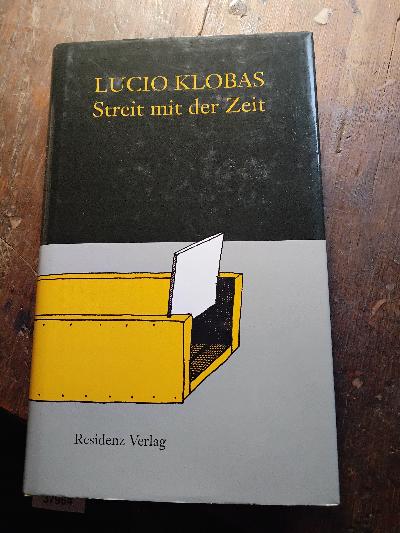 LUCIO KLOBAS
Streit mit der Zeit
Residenz Verlag